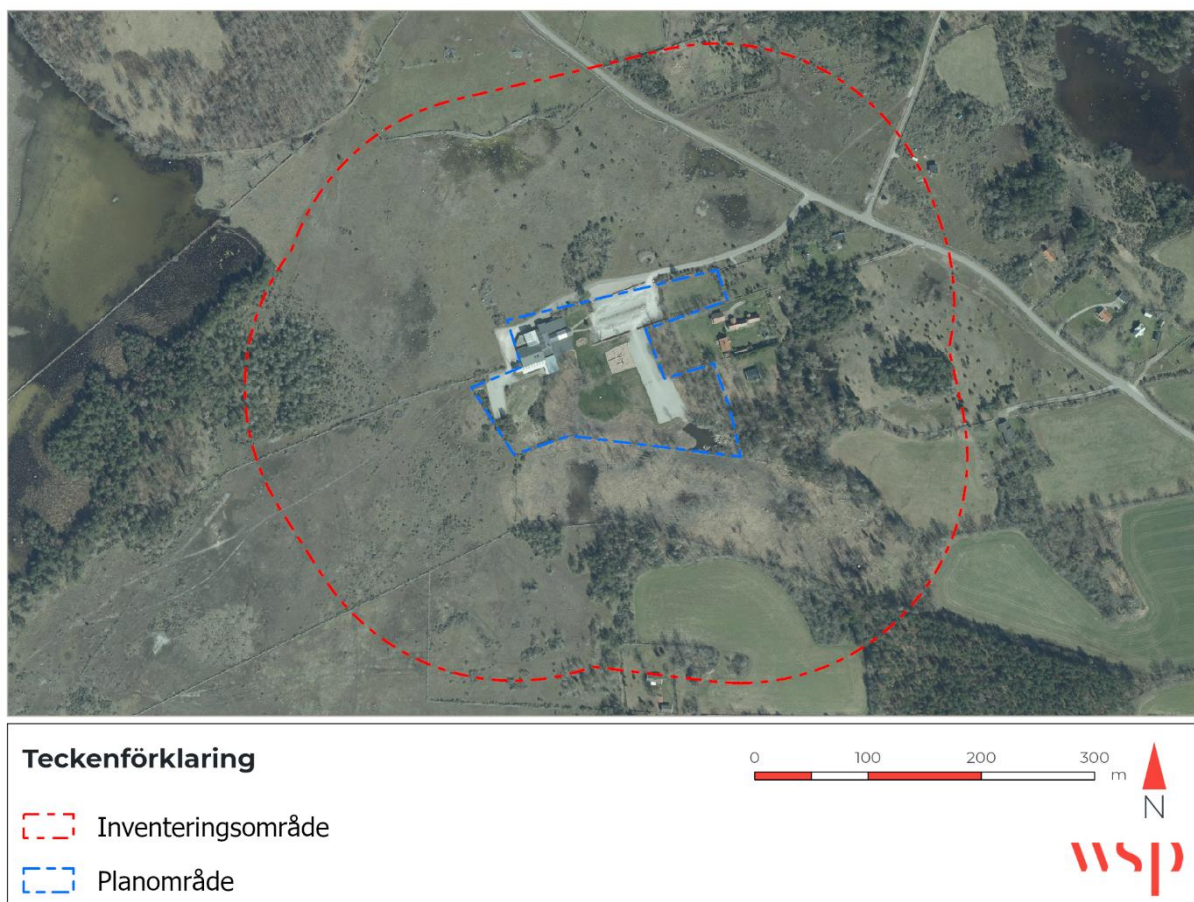 Teckenförklaring
0 100 200 300 m
Inventeringsområde
N
Planområde
wsp